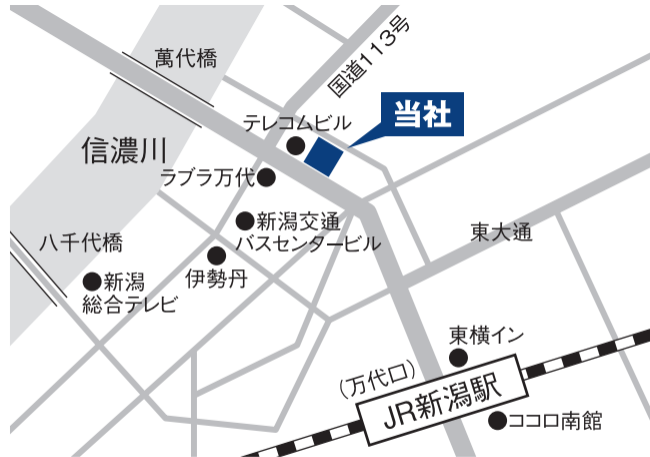 萬代橋
国道113号
当社
テレコムビル
信濃川
ラブラ万代
新潟交通
バスセンタービル
東大通
八千代橋
伊勢丹
新潟
総合テレビ
東横イン
(万代口)
JR新潟駅
ココロ南館